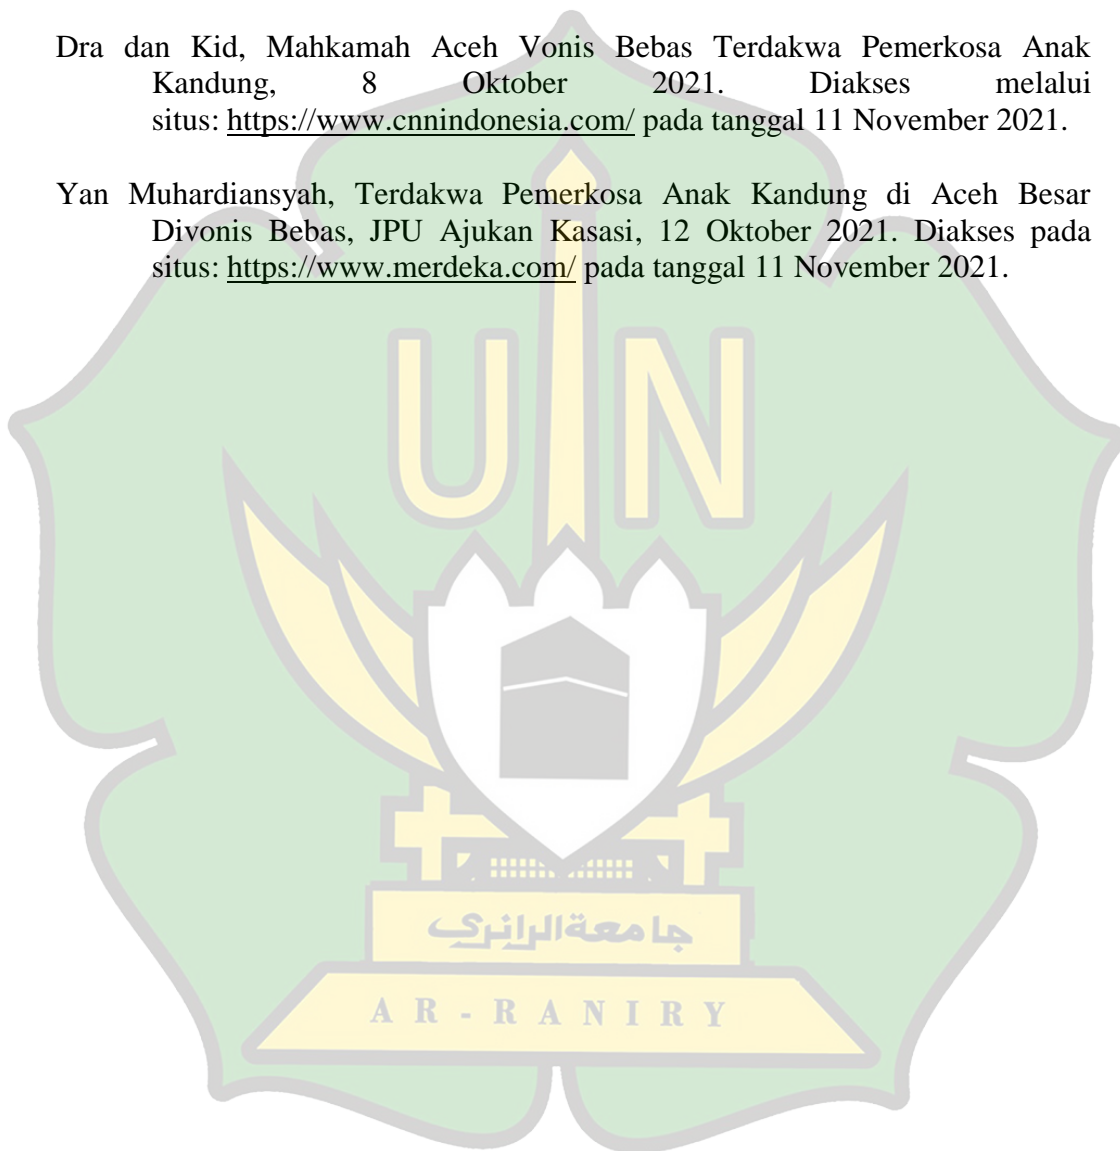 Dra dan Kid, Mahkamah Aceh Vonis Bebas Terdakwa Pemerkosa Anak
Kandung, 8 Oktober 2021. Diakses melalui
situs: https://www.cnnindonesia.com/ pada tanggal 11 November 2021.
Yan Muhardiansyah, Terdakwa Pemerkosa Anak Kandung di Aceh Besar
Divonis Bebas, JPU Ajukan Kasasi, 12 Oktober 2021. Diakses pada
situs: https://www.merdeka.com/ pada tanggal 11 November 2021.
UIN
جامعةالرانري
AR-RANIRY